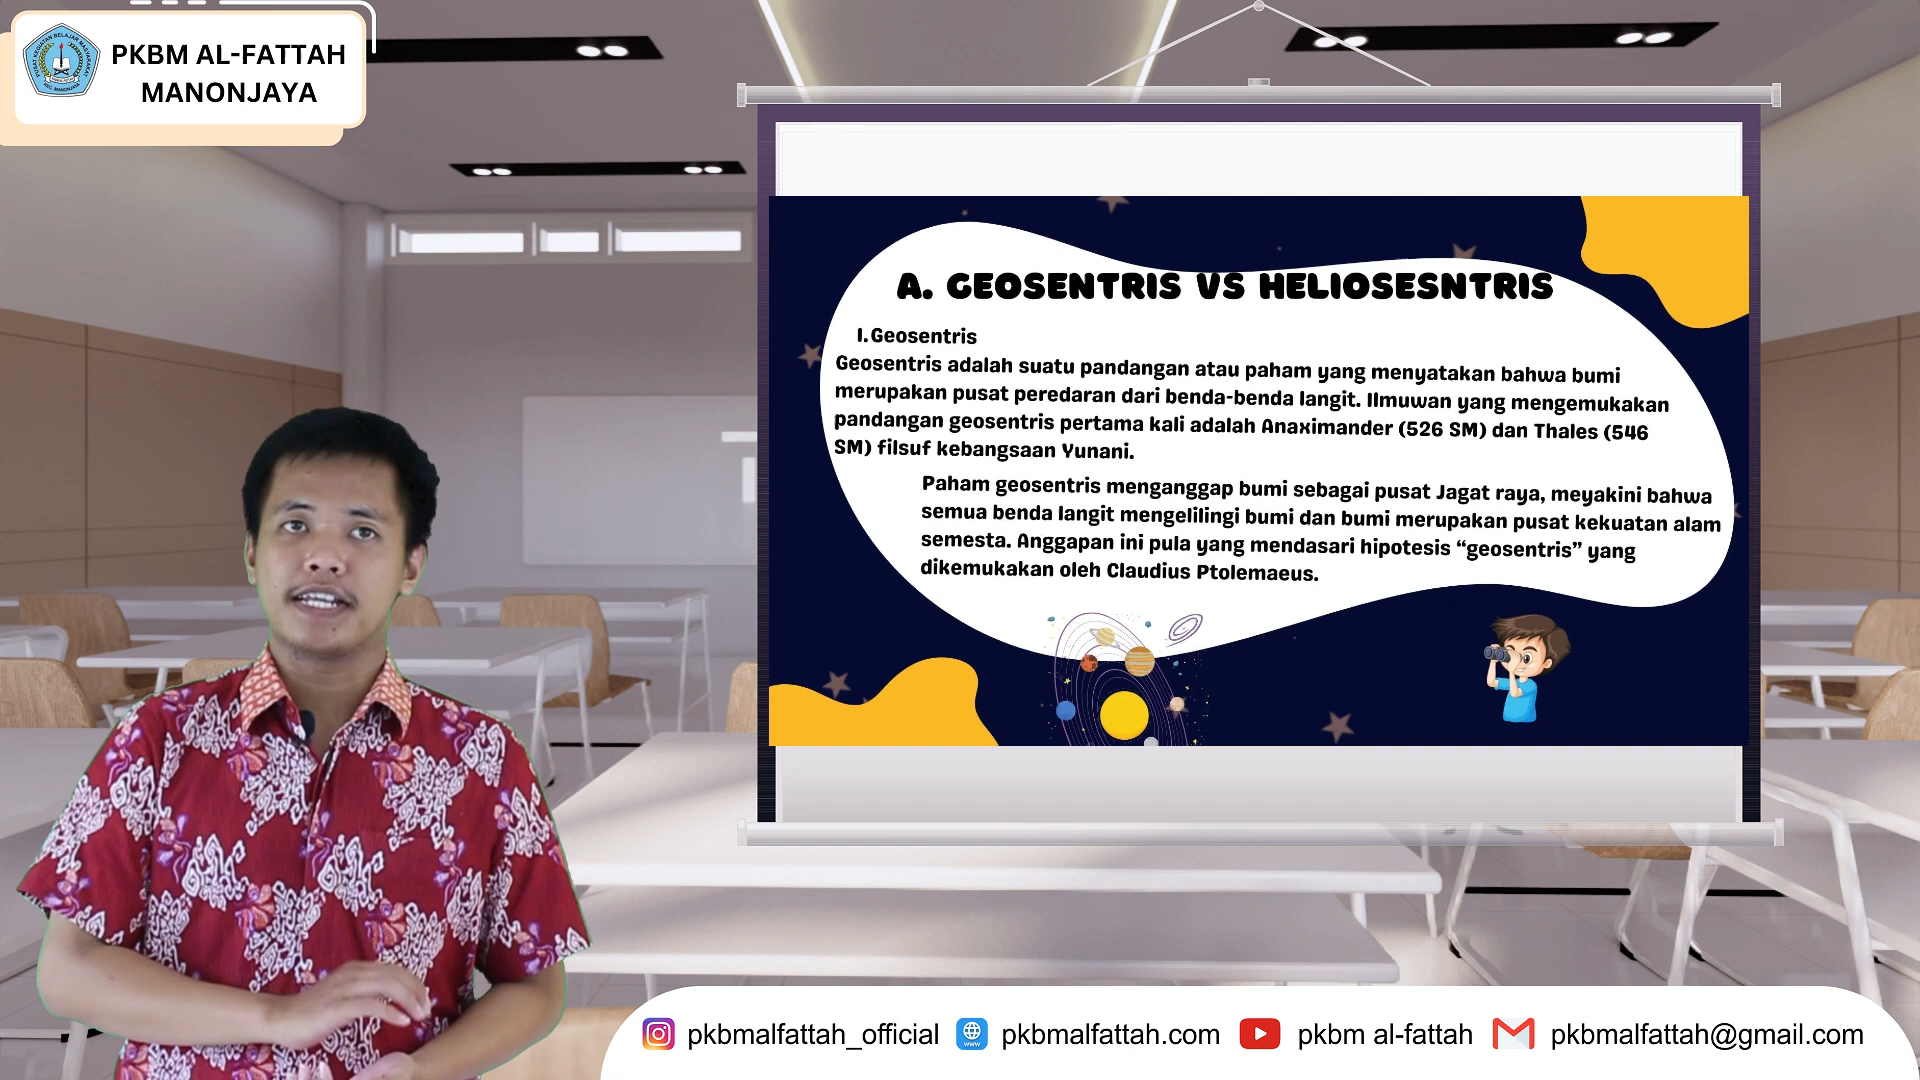 PKBM AL-FATTAH
MANONJAYA
A. GEOSENTRIS VS HELIOSESNTRIS
1. Geosentris
Geosentris adalah suatu pandangan atau paham yang menyatakan bahwa bumi
merupakan pusat peredaran dari benda-benda langit. Ilmuwan yang mengemukakan
pandangan geosentris pertama kali adalah Anaximander (526 SM) dan Thales (546
SM) filsuf kebangsaan Yunani.
Paham geosentris menganggap bumi sebagai pusat Jagat raya, meyakini bahwa
semua benda langit mengelilingi bumi dan bumi merupakan pusat kekuatan alam
semesta. Anggapan ini pula yang mendasari hipotesis “geosentris” yang
dikemukakan oleh Claudius Ptolemaeus.
pkbmalfattah_official
www
pkbmalfattah.com
pkbm al-fattah
pkbmalfattah@gmail.com